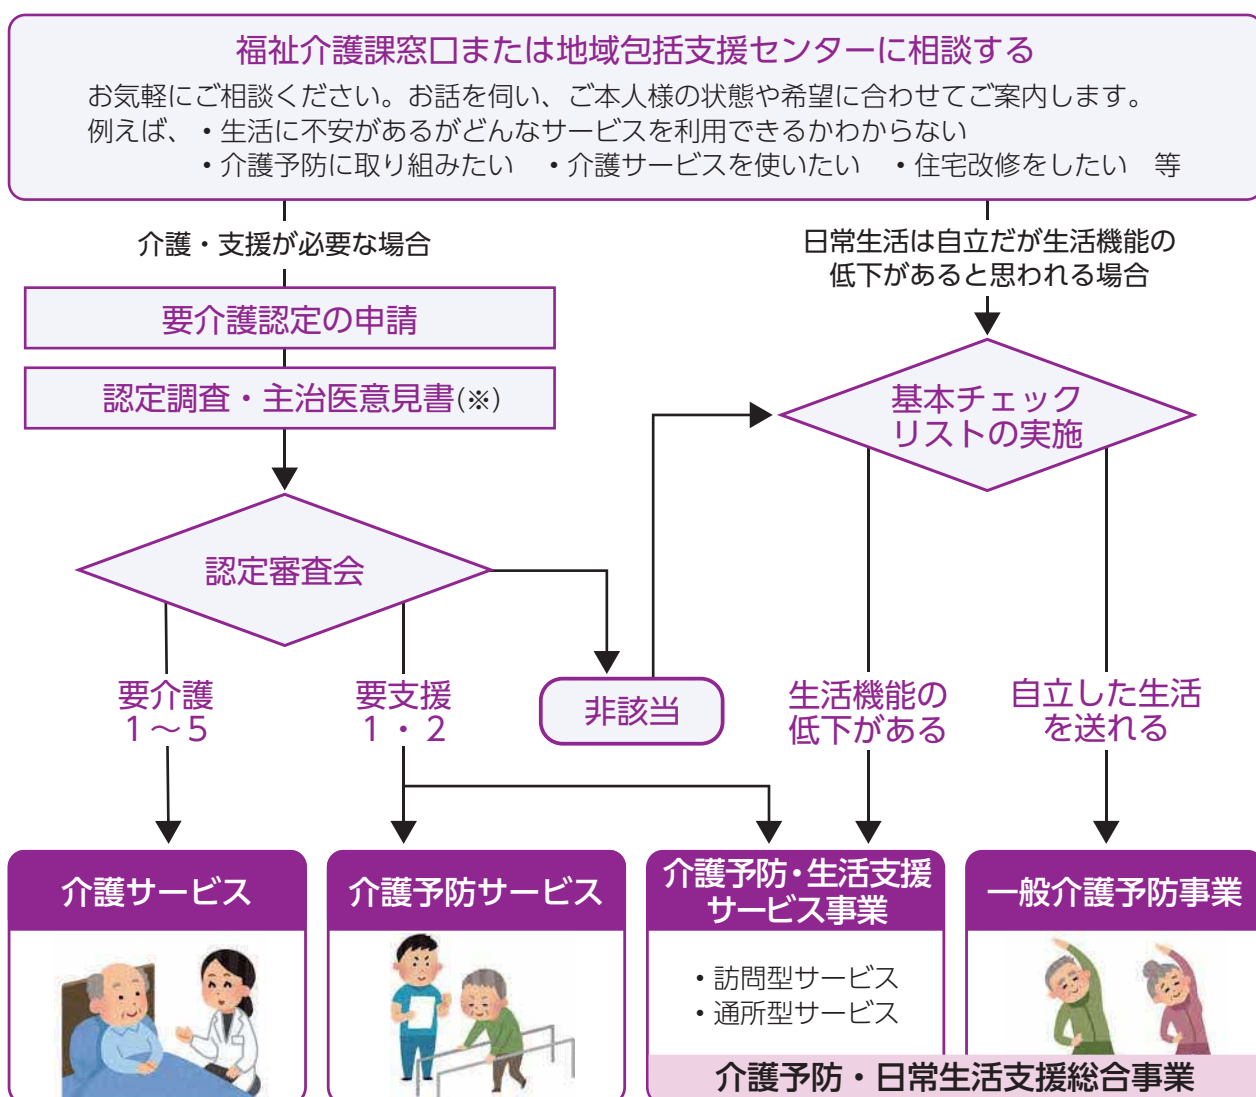 福祉介護課窓口または地域包括支援センターに相談する
お気軽にご相談ください。お話を伺い、ご本人様の状態や希望に合わせてご案内します。
例えば、・生活に不安があるがどんなサービスを利用できるかわからない
・介護予防に取り組みたい　・介護サービスを使いたい　・住宅改修をしたい　等
介護・支援が必要な場合
日常生活は自立だが生活機能の
低下があると思われる場合
要介護認定の申請
認定調査・主治医意見書(※)
基本チェック
リストの実施
認定審査会
要介護
1～5
要支援
1・2
非該当
生活機能の
低下がある
自立した生活
を送れる
介護サービス
介護予防サービス
介護予防・生活支援
サービス事業
・訪問型サービス
・通所型サービス
一般介護予防事業
介護予防・日常生活支援総合事業